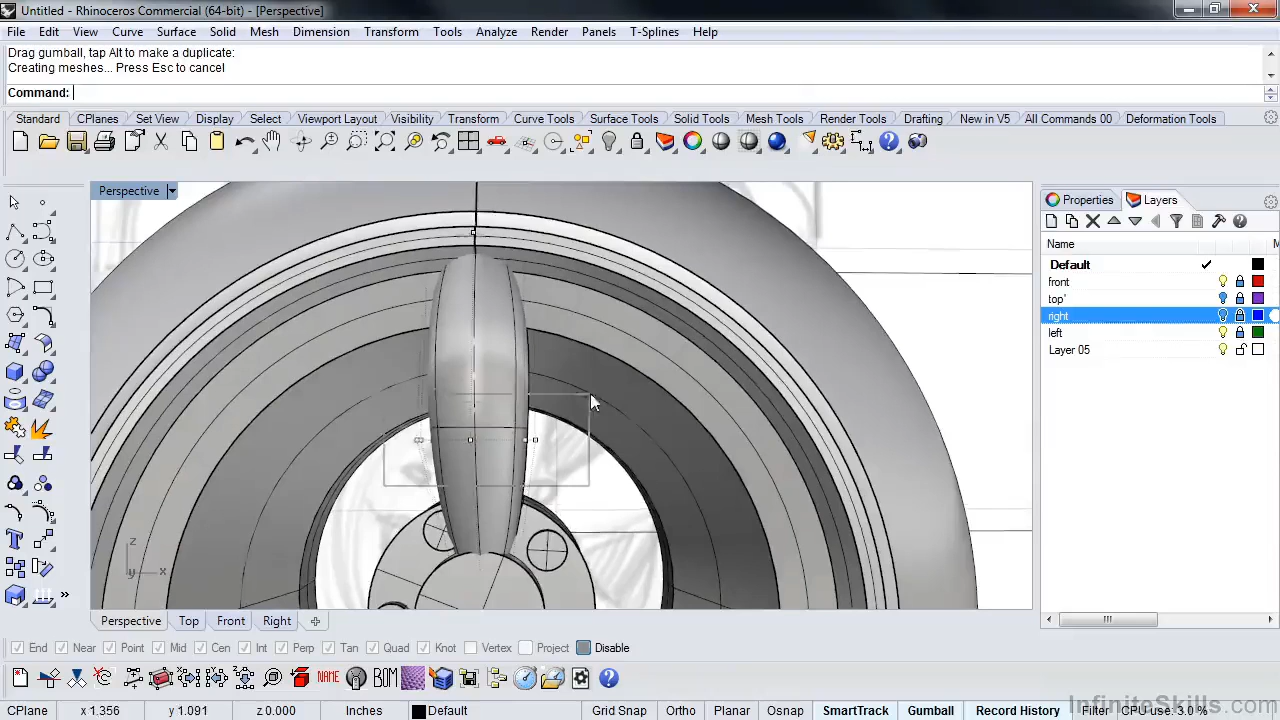 Untitled - Rhinoceros Commercial (64-bit) - [Perspective]
File Edit View Curve Surface Solid Mesh Dimension Transform Tools Analyze Render Panels T-Splines Help
Drag gumball, tap Alt to make a duplicate:
Creating meshes... Press Esc to cancel
Command:
Standard CPlanes Set View Display Select Viewport Layout Visibility Transform Curve Tools Surface Tools Solid Tools Mesh Tools Render Tools Drafting New in V5 All Commands 00 Deformation Tools
Perspective
Properties Layers
Name M
Default
front
top'
right
left
Layer 05
z
y x
Perspective Top Front Right
End Near Point Mid Cen Int Perp Tan Quad Knot Vertex Project Disable
NAME BOM
CPlane x 1.356 y 1.091 z 0.000 Inches Default Grid Snap Ortho Planar Osnap SmartTrack Gumball Record History Filter CPU use: 3.0 %
InfiniteSkills.com